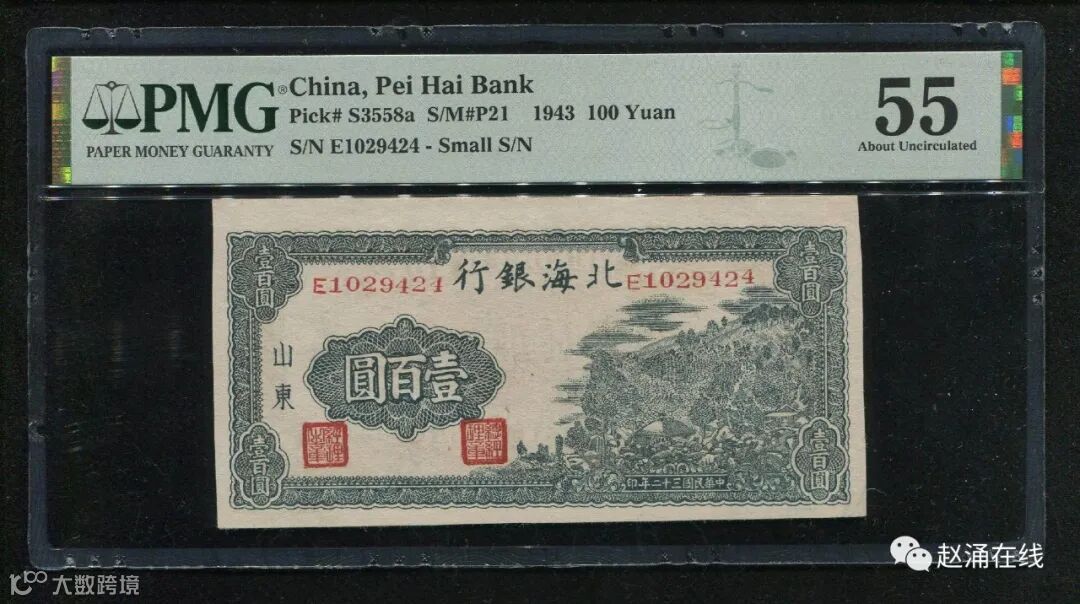 PMG®
PAPER MONEY GUARANTY
China, Pei Hai Bank
Pick# S3558a S/M#P21 1943 100 Yuan
S/N E1029424 - Small S/N
55
About Uncirculated
壹百圓
壹百圓
E1029424
行銀海北
E1029424
圓百壹
山東
壹百圓
壹百圓
印年二十三國民華中
大数跨境
赵涌在线